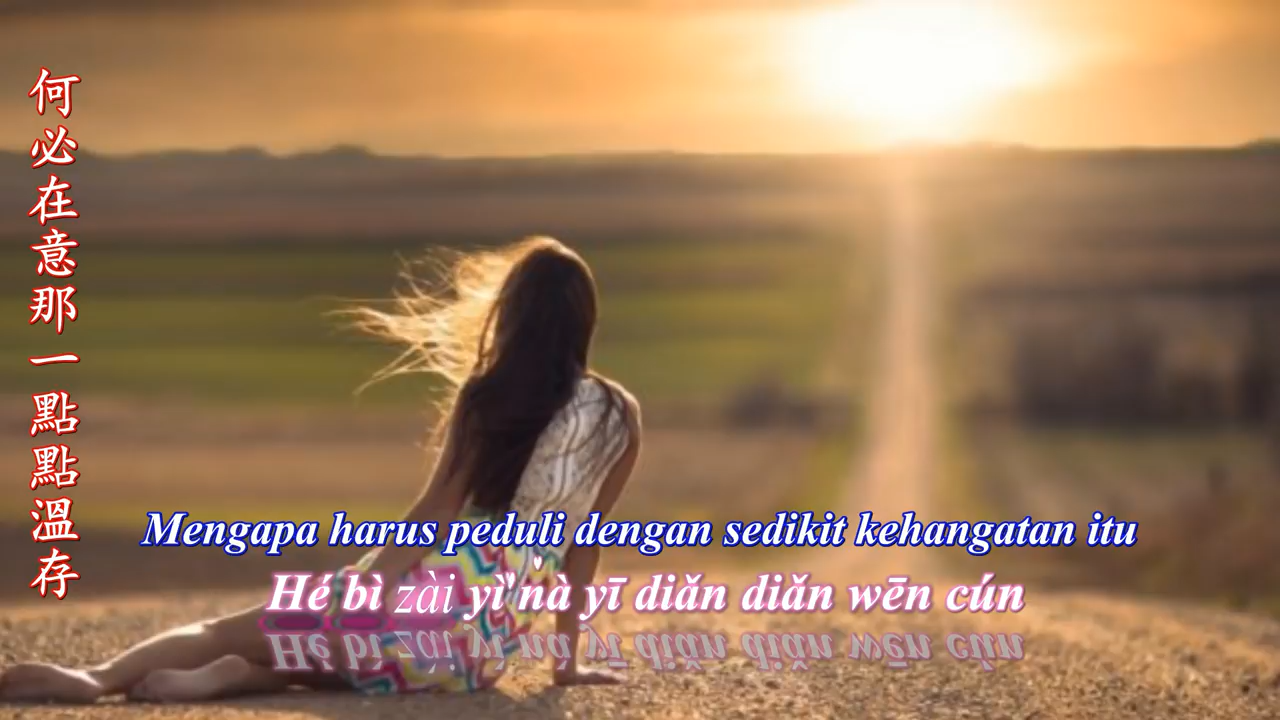 何必在意那一點點溫存
Mengapa harus peduli dengan sedikit kehangatan itu
Hé bì zài yì nà yī diǎn diǎn wēn cún